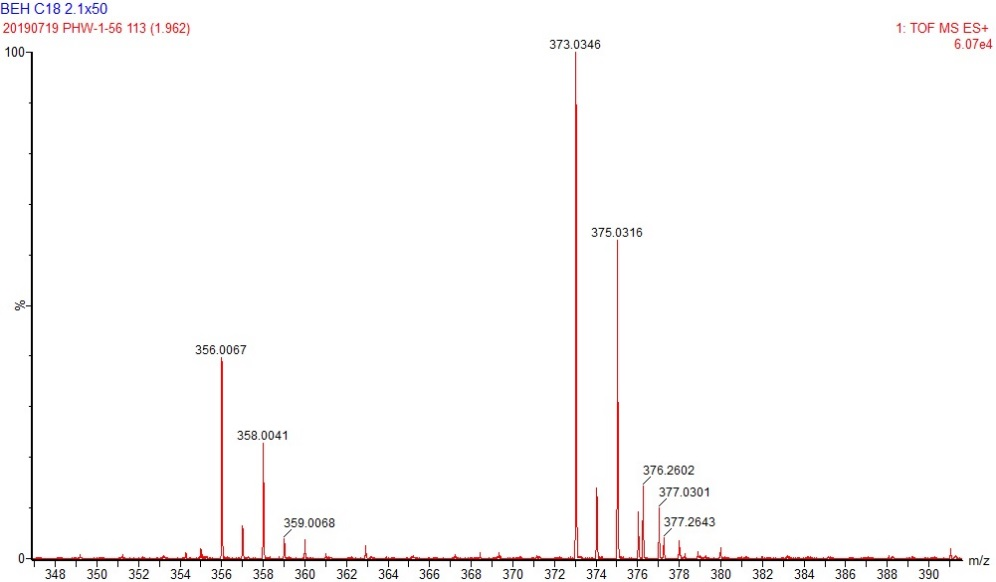 BEH C18 2.1x50
20190719 PHW-1-56 113 (1.962)
1: TOF MS ES+
6.07e4
100
%
0
373.0346
375.0316
356.0067
358.0041
359.0068
376.2602
377.0301
377.2643
348 350 352 354 356 358 360 362 364 366 368 370 372 374 376 378 380 382 384 386 388 390 m/z